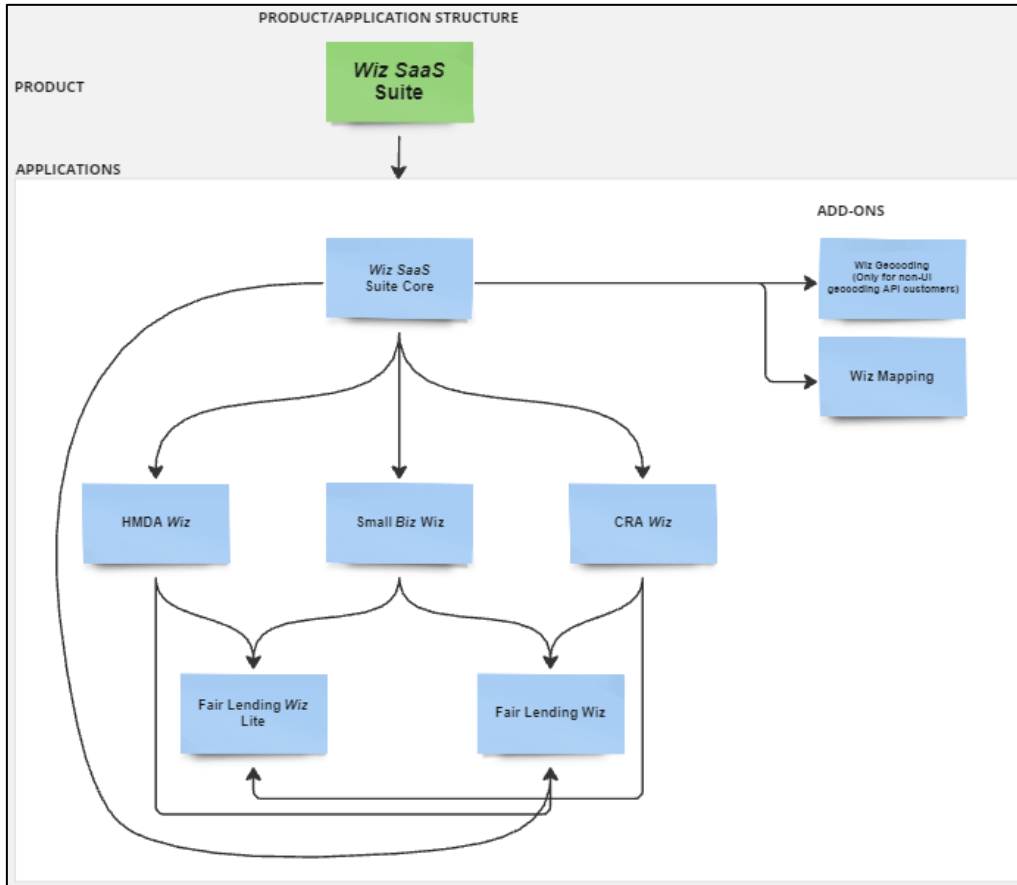 PRODUCT/APPLICATION STRUCTURE
Wiz SaaS
Suite
PRODUCT
APPLICATIONS
ADD-ONS
Wiz SaaS
Suite Core
Wiz Geocoding
(Only for non-UI
geocoding API customers)
Wiz Mapping
HMDA Wiz
Small Biz Wiz
CRA Wiz
Fair Lending Wiz
Lite
Fair Lending Wiz